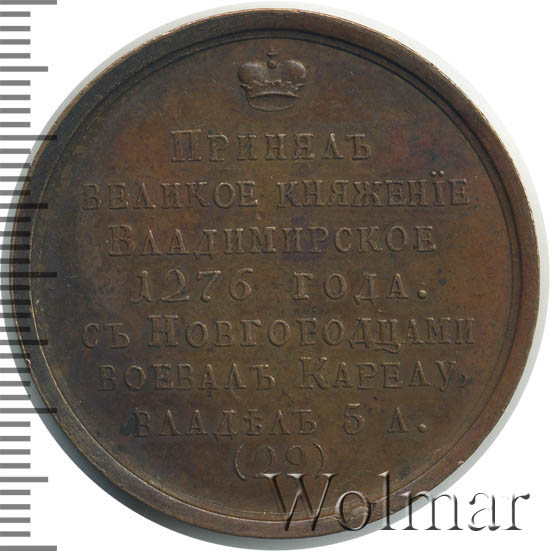 Принялъ
великое княженіе
Владимирское
1276 года.
съ Новгородцами
воевалъ Карелу,
владѣлъ 5 л.
(29)
Wolmar